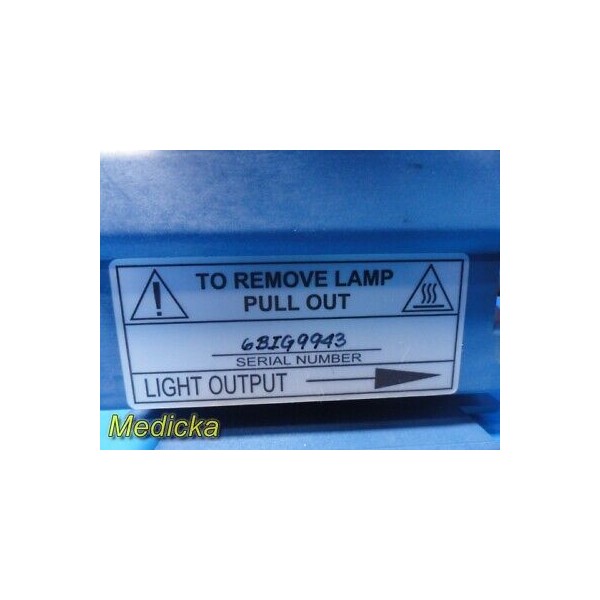 TO REMOVE LAMP
PULL OUT
6BIG9943
SERIAL NUMBER
LIGHT OUTPUT
Medicka